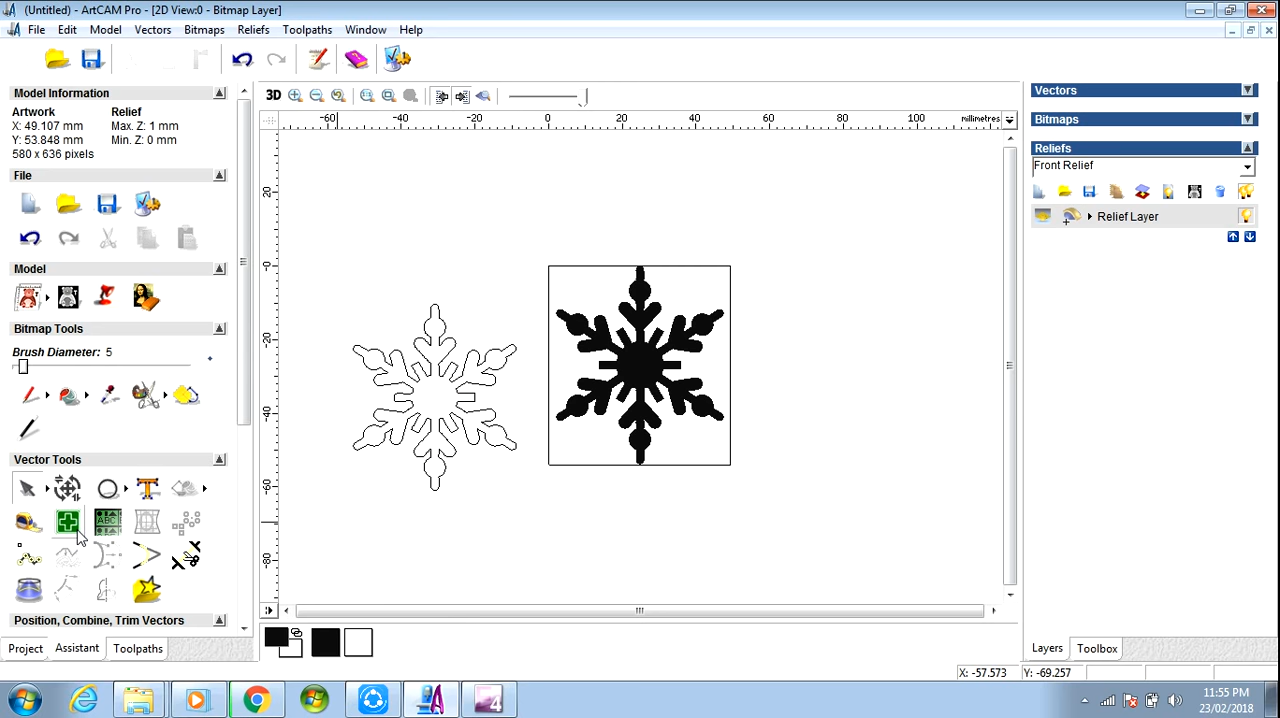 (Untitled) - ArtCAM Pro - [2D View:0 - Bitmap Layer]
File Edit Model Vectors Bitmaps Reliefs Toolpaths Window Help
3D
Model Information
Artwork Relief
X: 49.107 mm Max. Z: 1 mm
Y: 53.848 mm Min. Z: 0 mm
580 x 636 pixels
File
Model
Bitmap Tools
Brush Diameter: 5
Vector Tools
ABC
Position, Combine, Trim Vectors
Project Assistant Toolpaths
-60 -40 -20 0 20 40 60 80 100 millimetres
20
-0
-20
-40
-60
-80
Vectors
Bitmaps
Reliefs
Front Relief
Relief Layer
Layers Toolbox
X: -57.573 Y: -69.257
4
11:55 PM
23/02/2018